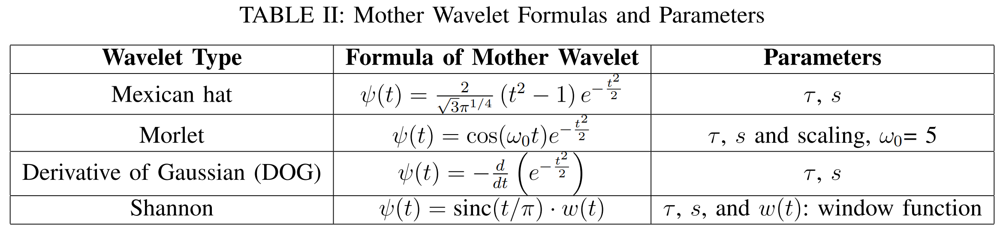 TABLE II: Mother Wavelet Formulas and Parameters
Wavelet Type Formula of Mother Wavelet Parameters
Mexican hat $\psi(t) = \frac{2}{\sqrt{3}\pi^{1/4}} \left(t^2 - 1\right) e^{-\frac{t^2}{2}}$ $\tau$, $s$
Morlet $\psi(t) = \cos(\omega_0 t)e^{-\frac{t^2}{2}}$ $\tau$, $s$ and scaling, $\omega_0$= 5
Derivative of Gaussian (DOG) $\psi(t) = -\frac{d}{dt} \left(e^{-\frac{t^2}{2}}\right)$ $\tau$, $s$
Shannon $\psi(t) = \text{sinc}(t/\pi) \cdot w(t)$ $\tau$, $s$, and $w(t)$: window function